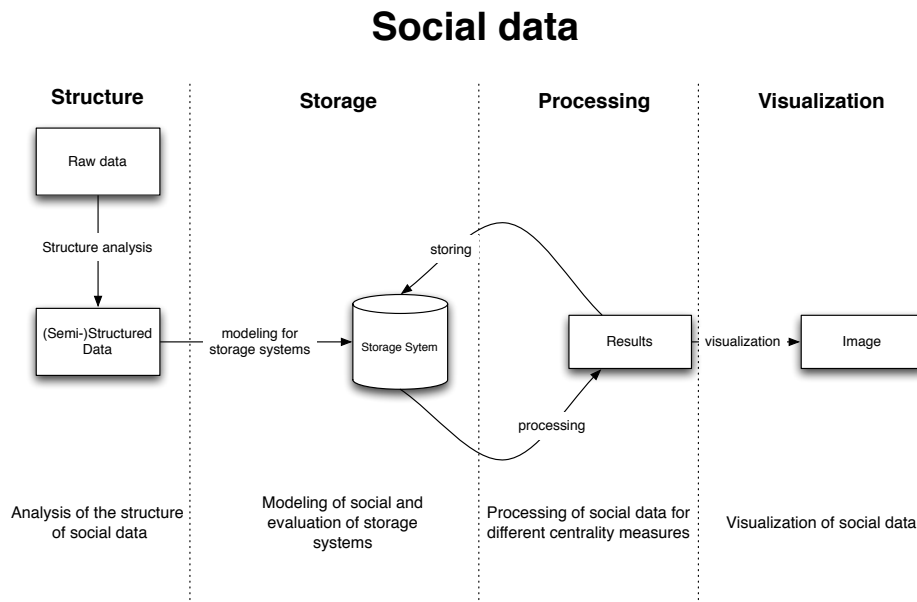 Social data
Structure
Storage
Processing
Visualization
Raw data
Structure analysis
storing
(Semi-)Structured
Data
modeling for
storage systems
Storage Sytem
Results
visualization
Image
processing
Analysis of the structure
of social data
Modeling of social and
evaluation of storage
systems
Processing of social data for
different centrality measures
Visualization of social data